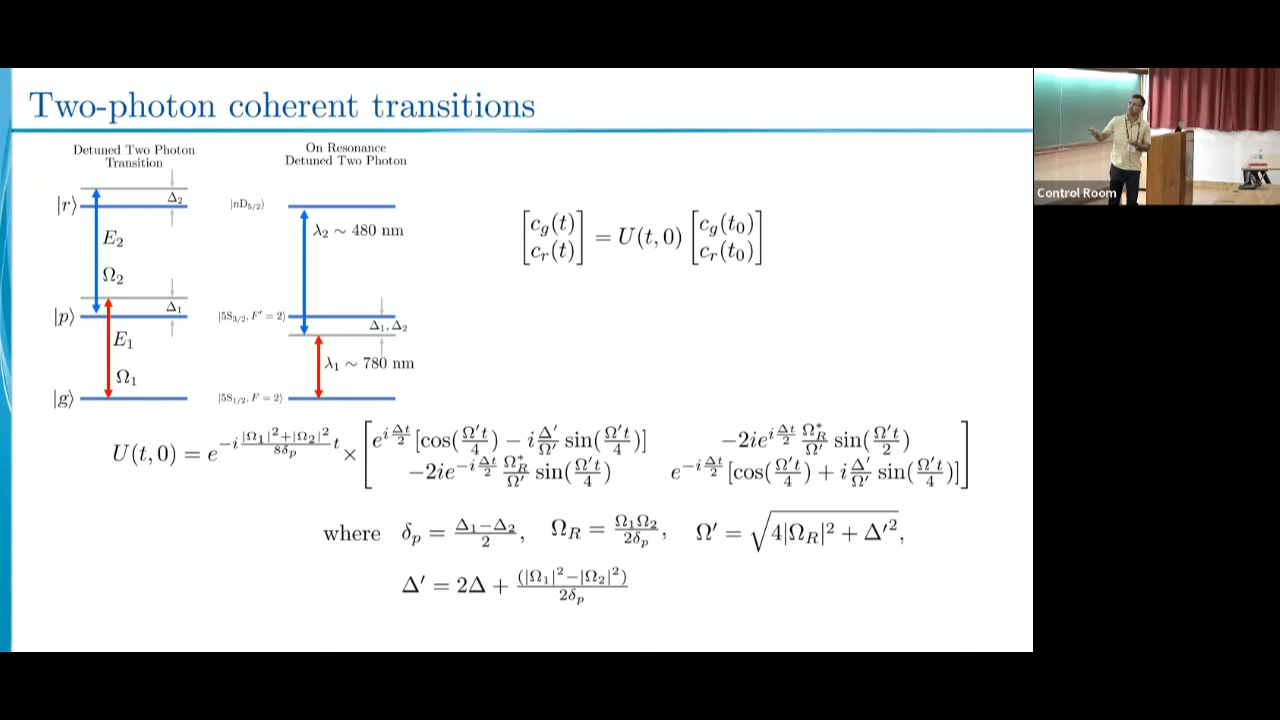 Two-photon coherent transitions
Detuned Two Photon
Transition
|r⟩
Δ₂
E₂
Ω₂
|p⟩
Δ₁
E₁
Ω₁
|g⟩
On Resonance
Detuned Two Photon
|nD₅/₂⟩
λ₂ ∼ 480 nm
|5S₃/₂, F′ = 2⟩
Δ₁, Δ₂
λ₁ ∼ 780 nm
|5S₁/₂, F = 2⟩
[c_g(t) c_r(t)] = U(t, 0) [c_g(t₀) c_r(t₀)]
U(t, 0) = e^{-i (|Ω₁|²+|Ω₂|²)/(8δ_p) t} × [ e^{i Δt/2} [cos(Ω′t/4) − i Δ′/Ω′ sin(Ω′t/4)] −2ie^{i Δt/2} Ω*_R/Ω′ sin(Ω′t/2)
−2ie^{−i Δt/2} Ω*_R/Ω′ sin(Ω′t/4) e^{−i Δt/2} [cos(Ω′t/4) + i Δ′/Ω′ sin(Ω′t/4)] ]
where δ_p = (Δ₁−Δ₂)/2, Ω_R = Ω₁Ω₂/(2δ_p), Ω′ = √(4|Ω_R|² + Δ′²),
Δ′ = 2Δ + (|Ω₁|²−|Ω₂|²)/(2δ_p)
Control Room